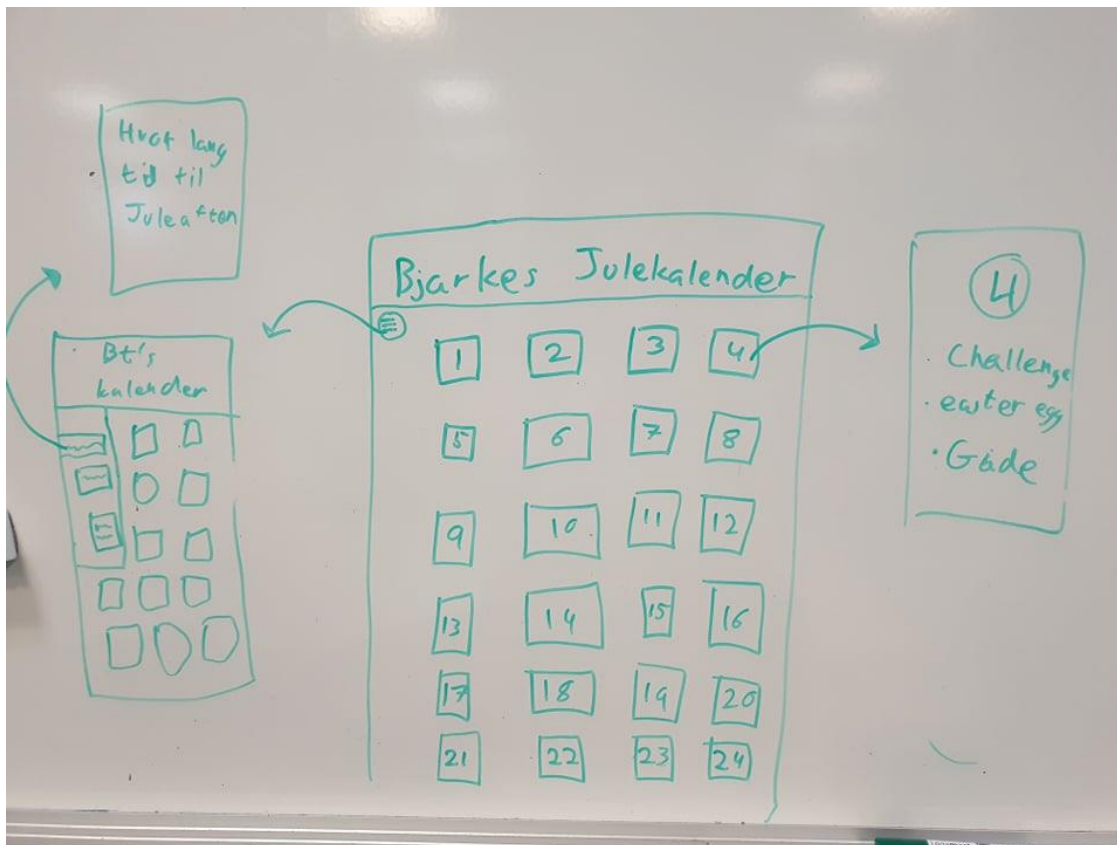 Hvor lang
tid til
Juleaften
Bt's
kalender
Bjarkes Julekalender
1 2 3 4
5 6 7 8
9 10 11 12
13 14 15 16
17 18 19 20
21 22 23 24
4
· Challenge
· easter egg
· Gåde